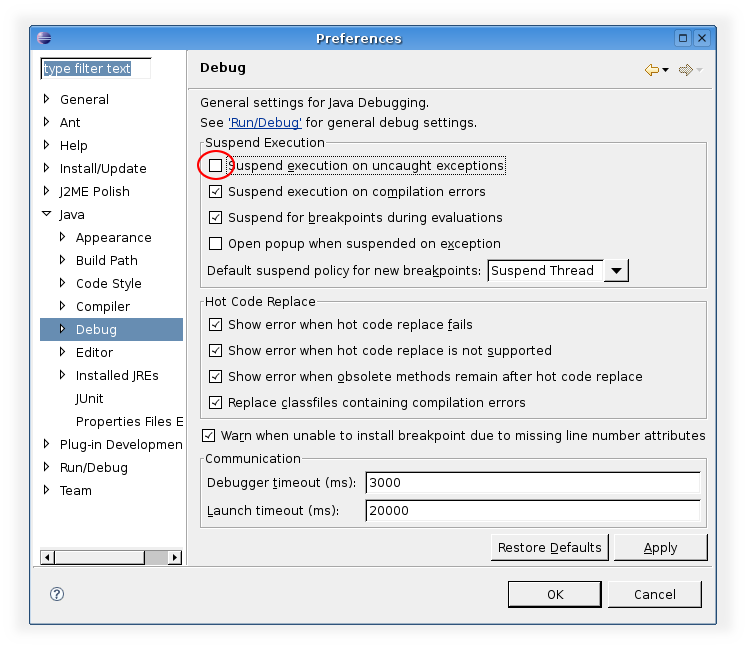 Preferences
type filter text
General
Ant
Help
Install/Update
J2ME Polish
Java
Appearance
Build Path
Code Style
Compiler
Debug
Editor
Installed JREs
JUnit
Properties Files E
Plug-in Developmen
Run/Debug
Team
Debug
General settings for Java Debugging.
See 'Run/Debug' for general debug settings.
Suspend Execution
Suspend execution on uncaught exceptions
Suspend execution on compilation errors
Suspend for breakpoints during evaluations
Open popup when suspended on exception
Default suspend policy for new breakpoints: Suspend Thread
Hot Code Replace
Show error when hot code replace fails
Show error when hot code replace is not supported
Show error when obsolete methods remain after hot code replace
Replace classfiles containing compilation errors
Warn when unable to install breakpoint due to missing line number attributes
Communication
Debugger timeout (ms): 3000
Launch timeout (ms): 20000
Restore Defaults Apply
? OK Cancel